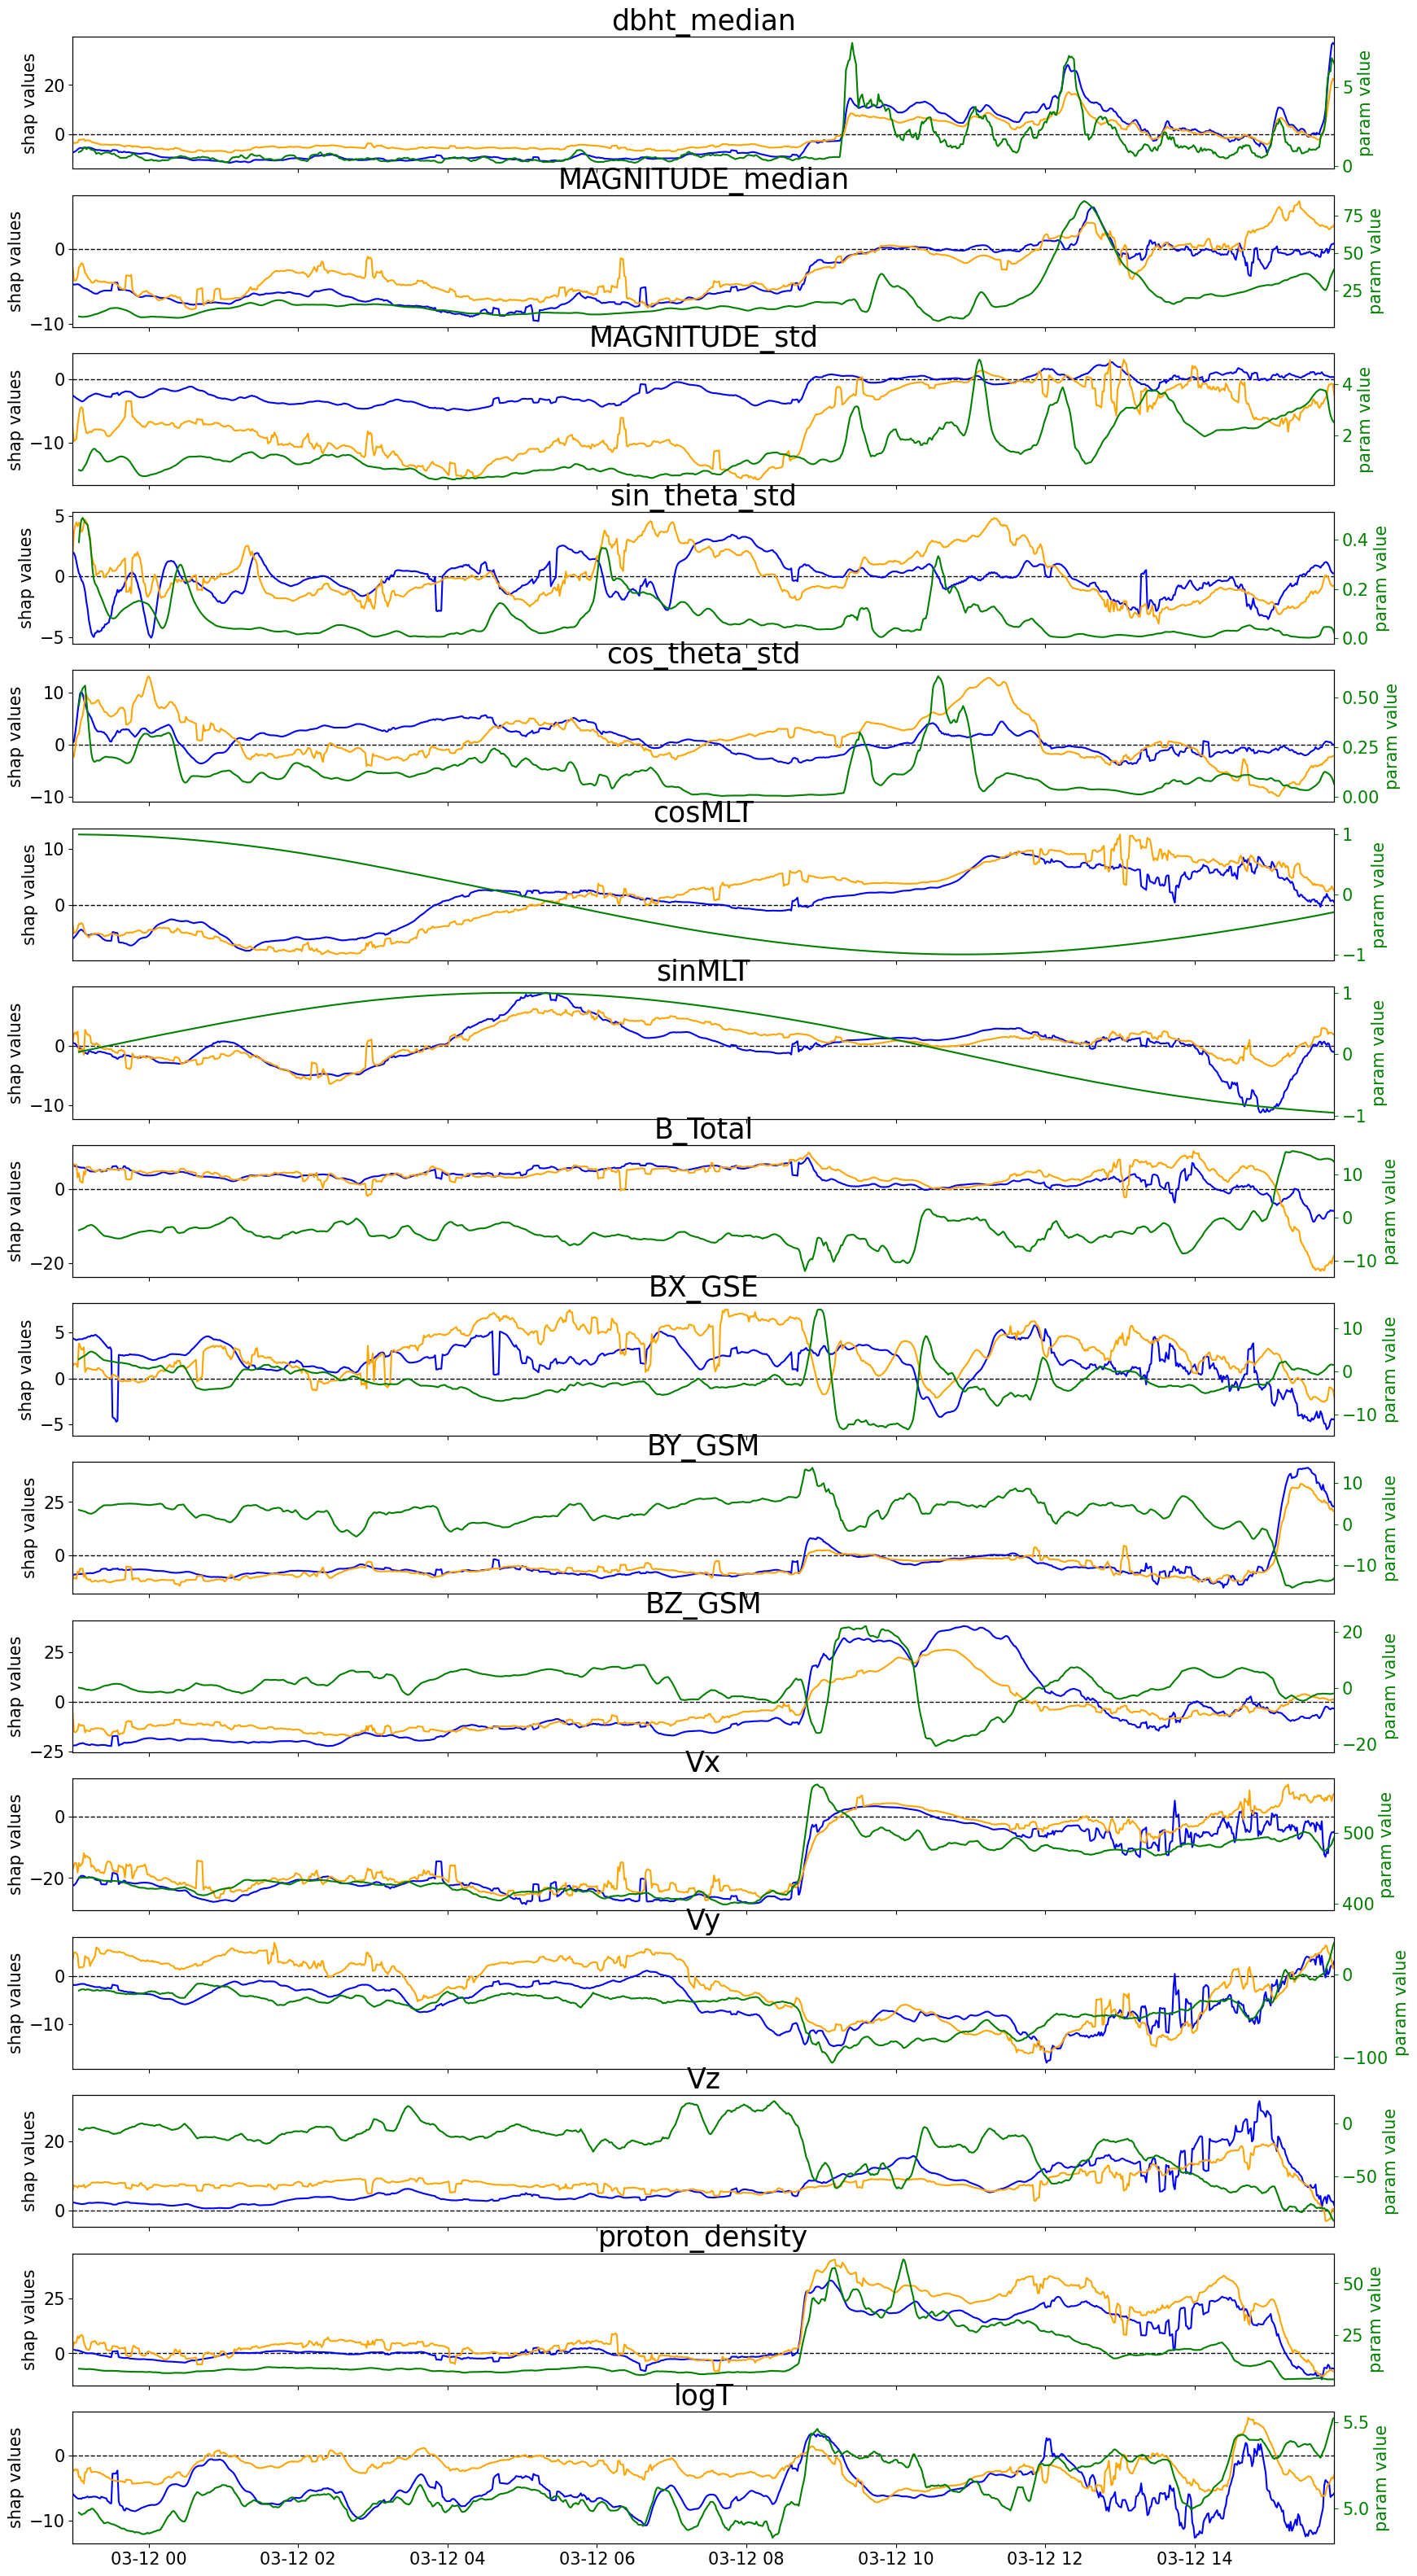 dbht_median
shap values
20
0
5
0
param value
MAGNITUDE_median
shap values
0
−10
75
50
25
param value
MAGNITUDE_std
shap values
0
−10
4
2
param value
sin_theta_std
shap values
5
0
−5
0.4
0.2
0.0
param value
cos_theta_std
shap values
10
0
−10
0.50
0.25
0.00
param value
cosMLT
shap values
10
0
1
0
−1
param value
sinMLT
shap values
0
−10
1
0
−1
param value
B_Total
shap values
0
−20
10
0
−10
param value
BX_GSE
shap values
5
0
−5
10
0
−10
param value
BY_GSM
shap values
25
0
10
0
−10
param value
BZ_GSM
shap values
25
0
−25
20
0
−20
param value
Vx
shap values
0
−20
500
400
param value
Vy
shap values
0
−10
0
−100
param value
Vz
shap values
20
0
0
−50
param value
proton_density
shap values
25
0
50
25
param value
logT
shap values
0
−10
5.5
5.0
param value
03-12 00 03-12 02 03-12 04 03-12 06 03-12 08 03-12 10 03-12 12 03-12 14